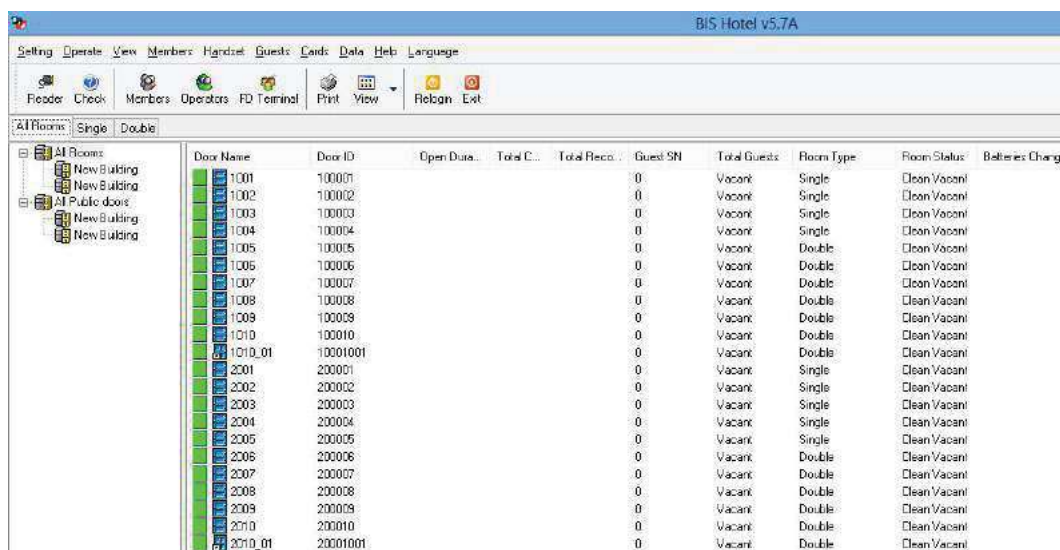 BIS Hotel v5.7A
Setting Operate View Members Handset Guests Cards Data Help Language
Reader Check Members Operators FD Terminal Print View Relogin Exit
All Rooms Single Double
All Rooms
New Building
New Building
All Public doors
New Building
New Building
Door Name Door ID Open Dura... Total C... Total Reco... Guest SN Total Guests Room Type Room Status Batteries Chang
1001 100001 0 Vacant Single Clean Vacant
1002 100002 0 Vacant Single Clean Vacant
1003 100003 0 Vacant Single Clean Vacant
1004 100004 0 Vacant Single Clean Vacant
1005 100005 0 Vacant Double Clean Vacant
1006 100006 0 Vacant Double Clean Vacant
1007 100007 0 Vacant Double Clean Vacant
1008 100008 0 Vacant Double Clean Vacant
1009 100009 0 Vacant Double Clean Vacant
1010 100010 0 Vacant Double Clean Vacant
1010_01 10001001 0 Vacant Double Clean Vacant
2001 200001 0 Vacant Single Clean Vacant
2002 200002 0 Vacant Single Clean Vacant
2003 200003 0 Vacant Single Clean Vacant
2004 200004 0 Vacant Single Clean Vacant
2005 200005 0 Vacant Single Clean Vacant
2006 200006 0 Vacant Double Clean Vacant
2007 200007 0 Vacant Double Clean Vacant
2008 200008 0 Vacant Double Clean Vacant
2009 200009 0 Vacant Double Clean Vacant
2010 200010 0 Vacant Double Clean Vacant
2010_01 20001001 0 Vacant Double Clean Vacant